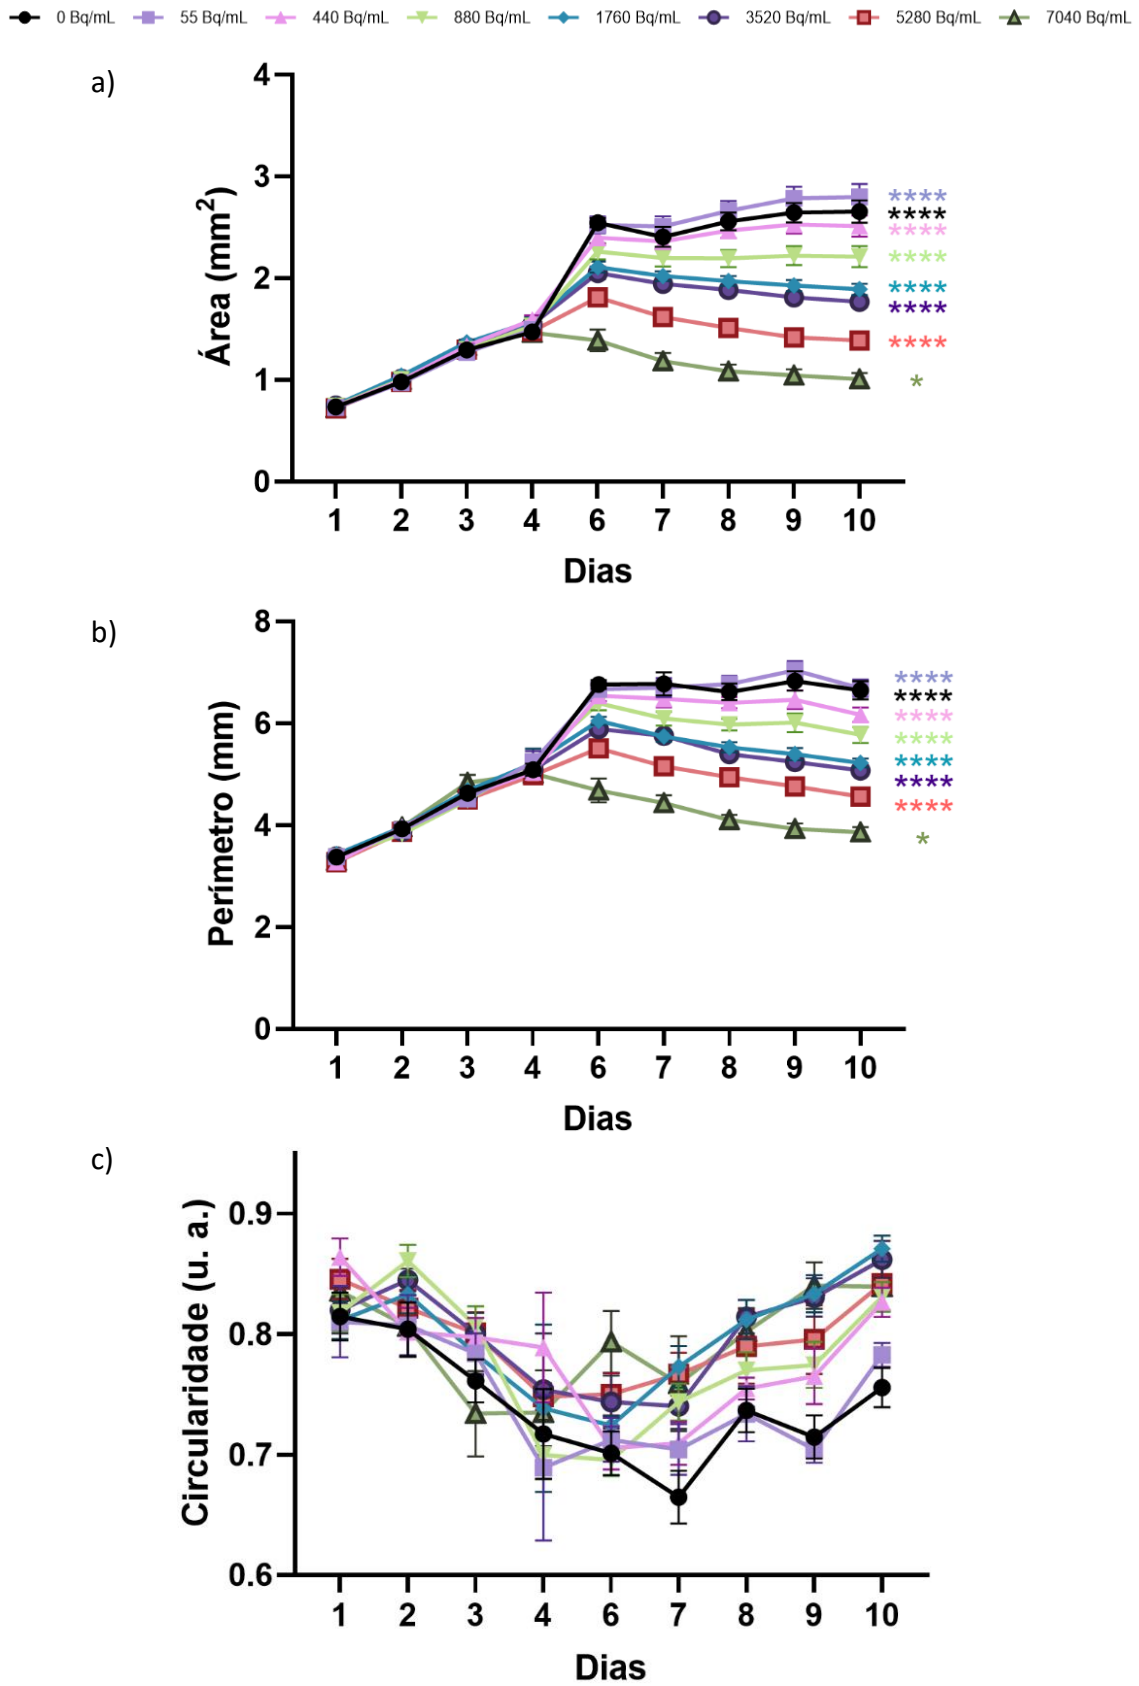 0 Bq/mL 55 Bq/mL 440 Bq/mL 880 Bq/mL 1760 Bq/mL 3520 Bq/mL 5280 Bq/mL 7040 Bq/mL
a)
Área (mm²)
4
3
2
1
0
****
****
****
****
****
****
****
*
1 2 3 4 6 7 8 9 10
Dias
b)
Perímetro (mm)
8
6
4
2
0
****
****
****
****
****
****
****
*
1 2 3 4 6 7 8 9 10
Dias
c)
Circularidade (u. a.)
0.9
0.8
0.7
0.6
1 2 3 4 6 7 8 9 10
Dias